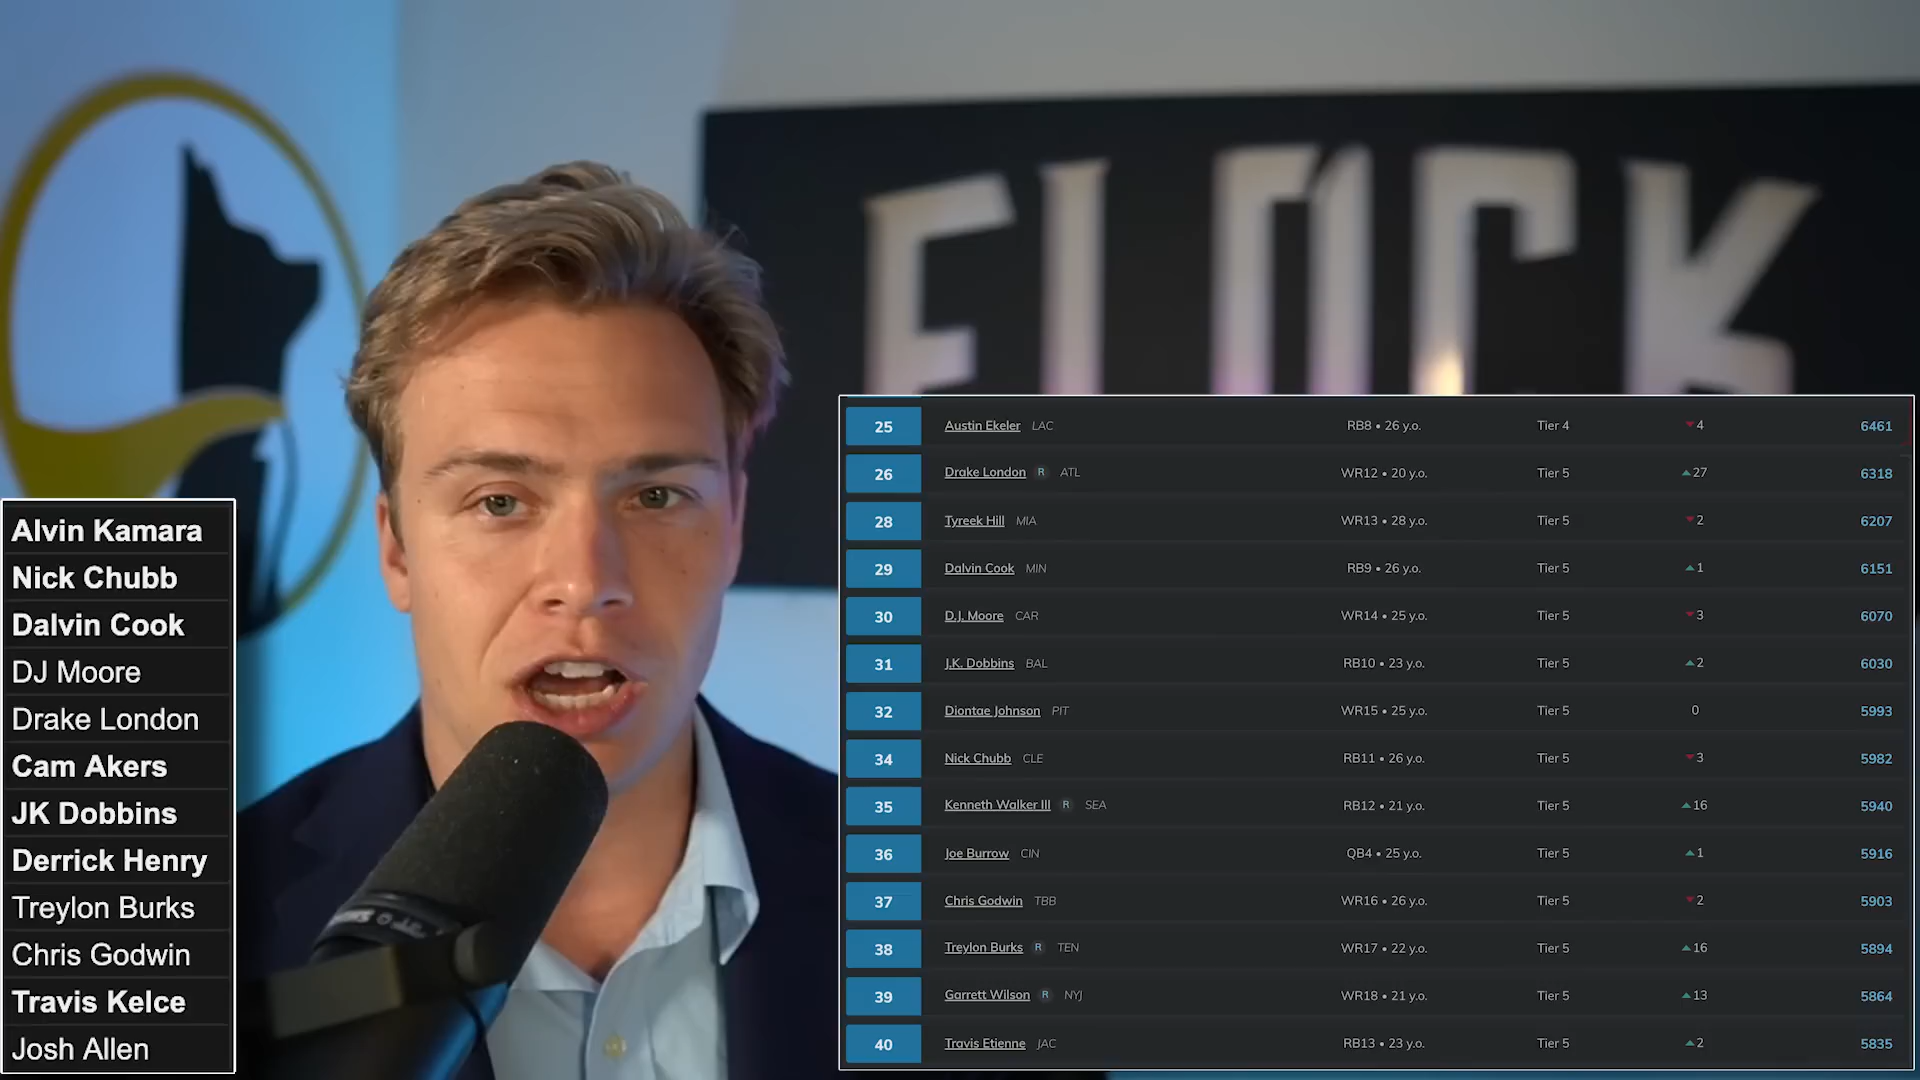 FLOCK
25 Austin Ekeler LAC RB8 • 26 y.o. Tier 4 4 6461
26 Drake London R ATL WR12 • 20 y.o. Tier 5 27 6318
28 Tyreek Hill MIA WR13 • 28 y.o. Tier 5 2 6207
29 Dalvin Cook MIN RB9 • 26 y.o. Tier 5 1 6151
30 D.J. Moore CAR WR14 • 25 y.o. Tier 5 3 6070
31 J.K. Dobbins BAL RB10 • 23 y.o. Tier 5 2 6030
32 Diontae Johnson PIT WR15 • 25 y.o. Tier 5 0 5993
34 Nick Chubb CLE RB11 • 26 y.o. Tier 5 3 5982
35 Kenneth Walker III R SEA RB12 • 21 y.o. Tier 5 16 5940
36 Joe Burrow CIN QB4 • 25 y.o. Tier 5 1 5916
37 Chris Godwin TBB WR16 • 26 y.o. Tier 5 2 5903
38 Treylon Burks R TEN WR17 • 22 y.o. Tier 5 16 5894
39 Garrett Wilson R NYJ WR18 • 21 y.o. Tier 5 13 5864
40 Travis Etienne JAC RB13 • 23 y.o. Tier 5 2 5835
Alvin Kamara
Nick Chubb
Dalvin Cook
DJ Moore
Drake London
Cam Akers
JK Dobbins
Derrick Henry
Treylon Burks
Chris Godwin
Travis Kelce
Josh Allen